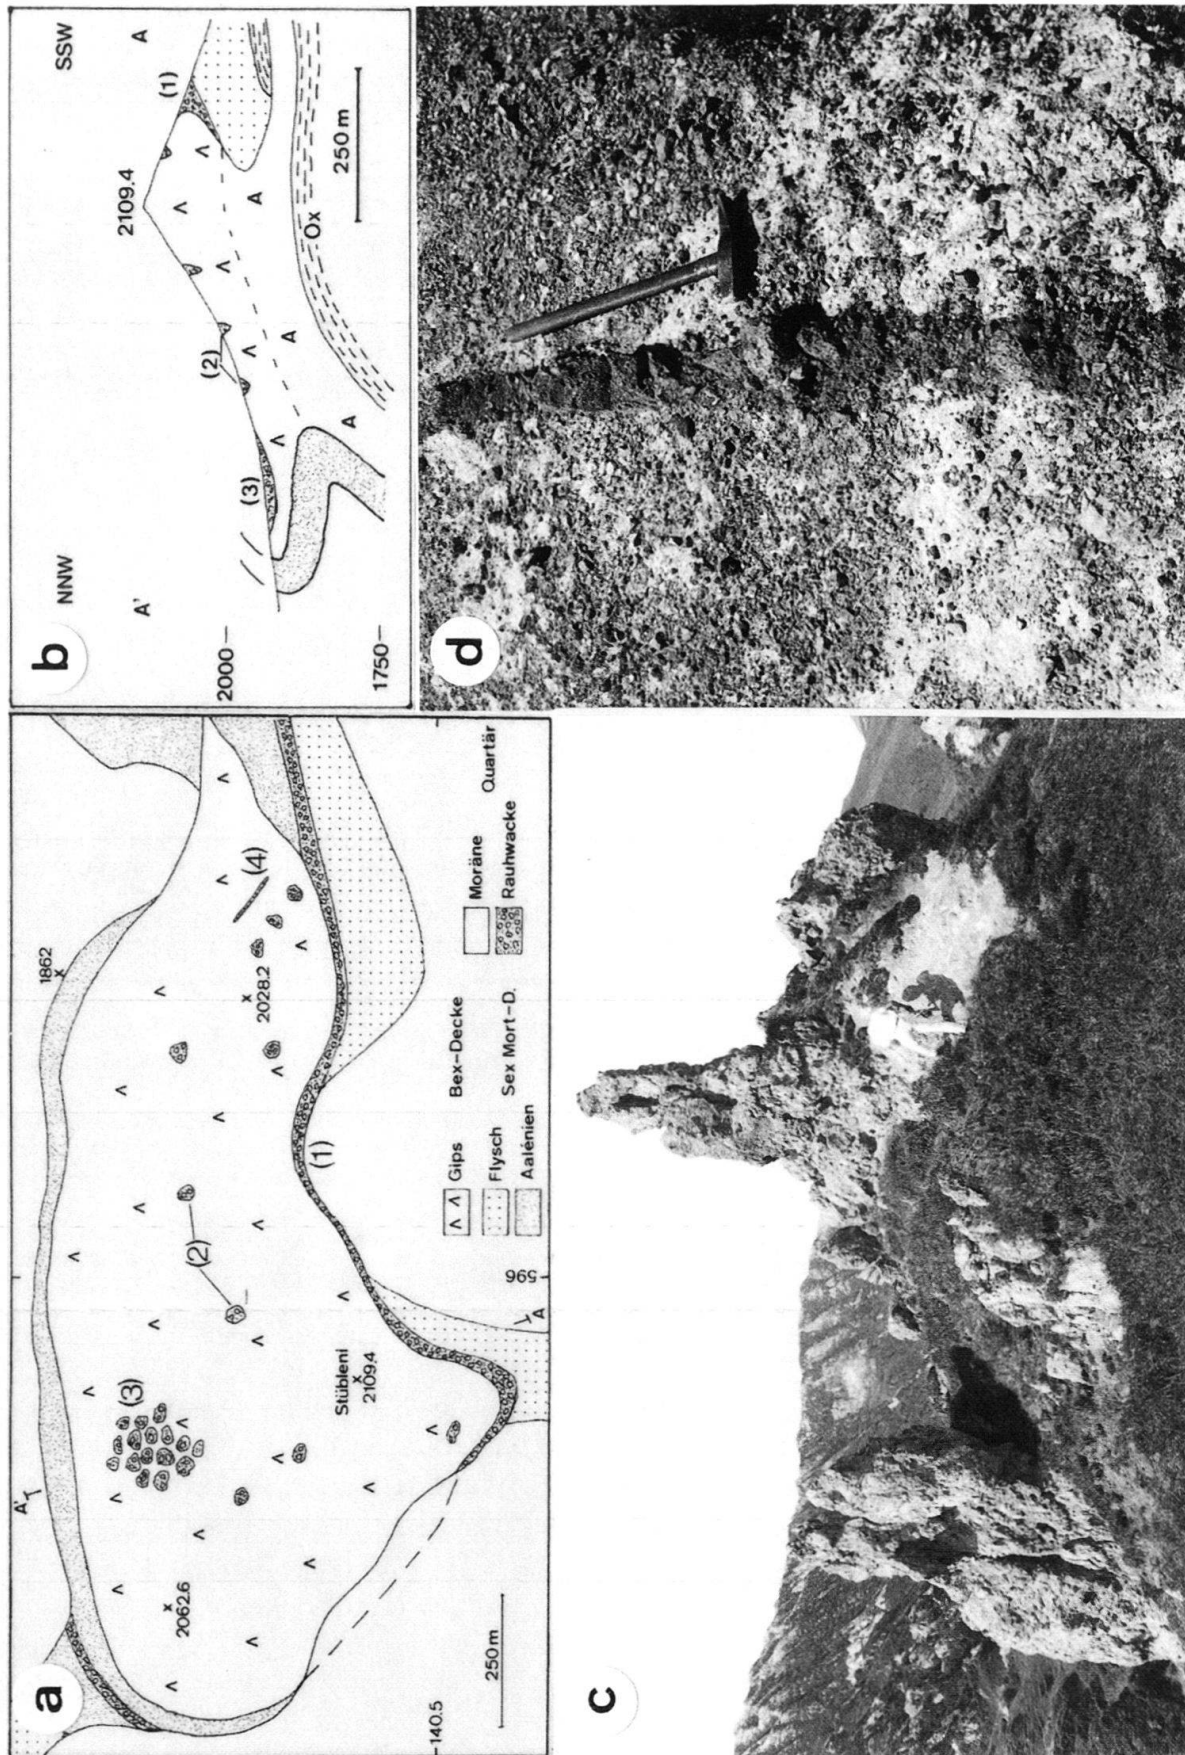 a
A'
1862
(4)
2062.6
(3)
(2)
2028.2
Stübleni
2109.4
(1)
250 m
140.5
A
596
Gips
Bex-Decke
Flysch
Sex Mort-D.
Aalénien
Moräne
Rauhwacke
Quartär
b
NNW
SSW
A'
A
2109.4
(1)
(2)
(3)
2000
A
A
A
Ox
1750
250 m
c
d